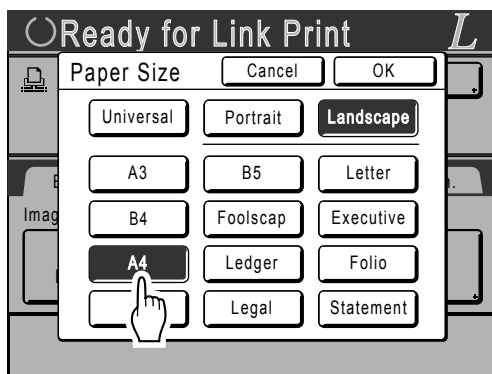 Ready for Link Print L
Paper Size Cancel OK
Universal Portrait Landscape
A3 B5 Letter
B4 Foolscap Executive
A4 Ledger Folio
Legal Statement
Imag